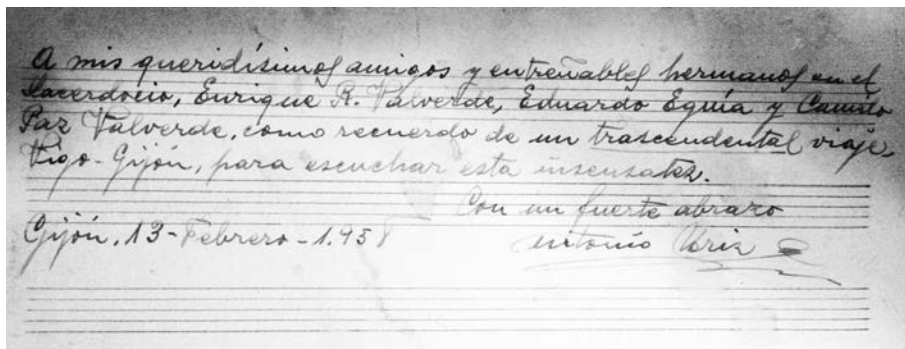 A mis queridísimos amigos y entrañables hermanos en el
Sacerdocio, Enrique R. Valverde, Eduardo Eguía y Camilo
Paz Valverde, como recuerdo de un trascendental viaje,
Vigo-Gijón, para escuchar esta insensatez.
Con un fuerte abrazo
Gijón, 13-Febrero-1.958 Antonio